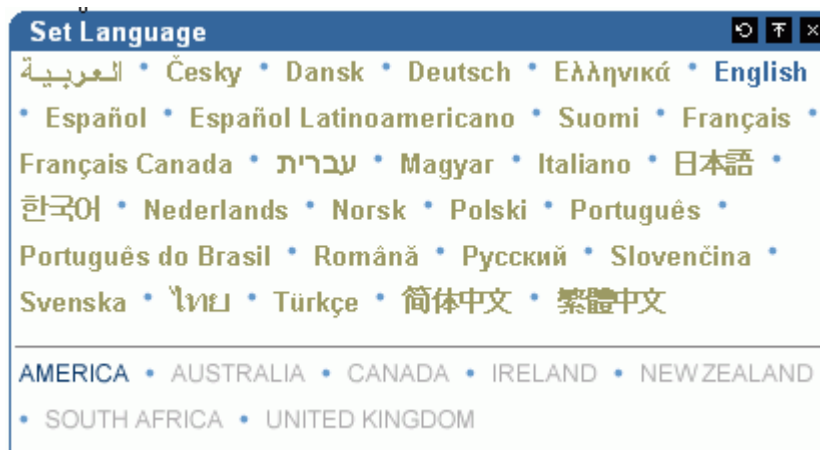 Set Language
العربية • Česky • Dansk • Deutsch • Ελληνικά • English
• Español • Español Latinoamericano • Suomi • Français •
Français Canada • עברית • Magyar • Italiano • 日本語 •
한국어 • Nederlands • Norsk • Polski • Português •
Português do Brasil • Română • Русский • Slovenčina •
Svenska • ไทย • Türkçe • 简体中文 • 繁體中文
AMERICA • AUSTRALIA • CANADA • IRELAND • NEW ZEALAND
• SOUTH AFRICA • UNITED KINGDOM